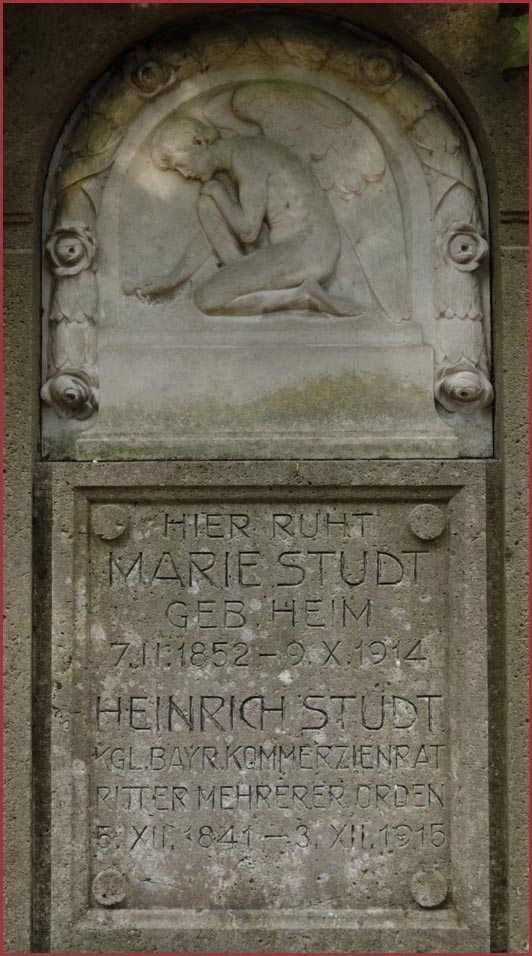 HIER RUHT
MARIE STUDT
GEB. HEIM
7.II.1852 – 9.X.1914
HEINRICH STUDT
KGL.BAYR.KOMMERZIENRAT
RITTER MEHRERER ORDEN
5.XII.1841 – 3.XII.1915